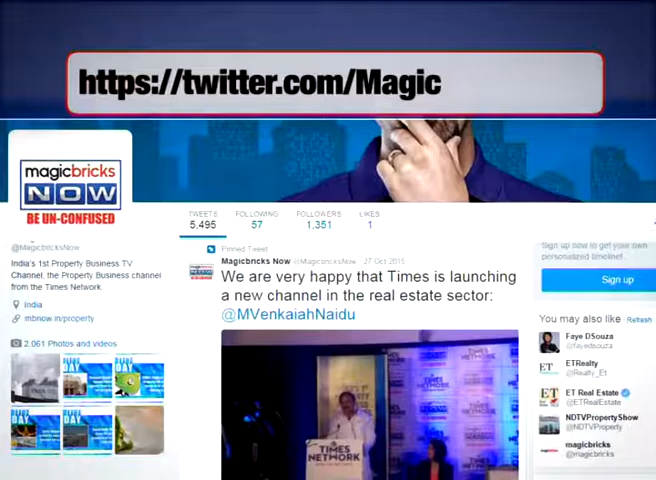 https://twitter.com/Magic
magicbricks
NOW
BE UN-CONFUSED
TWEETS
5,495
FOLLOWING
57
FOLLOWERS
1,351
LIKES
1
@MagicbricksNow
India's 1st Property Business TV
Channel, the Property Business channel
from the Times Network
India
mbnow.in/property
2,061 Photos and videos
Pinned Tweet
Magicbricks Now @MagicbricksNow 27 Oct 2015
We are very happy that Times is launching
a new channel in the real estate sector:
@MVenkaiahNaidu
TIMES
NETWORK
Sign up now to get your own
personalized timeline!
Sign up
You may also like Refresh
Faye DSouza
@fayedsouza
ETRealty
@Realty_Et
ET Real Estate
@ETRealEstate
NDTVPropertyShow
@NDTVProperty
magicbricks
@magicbricks